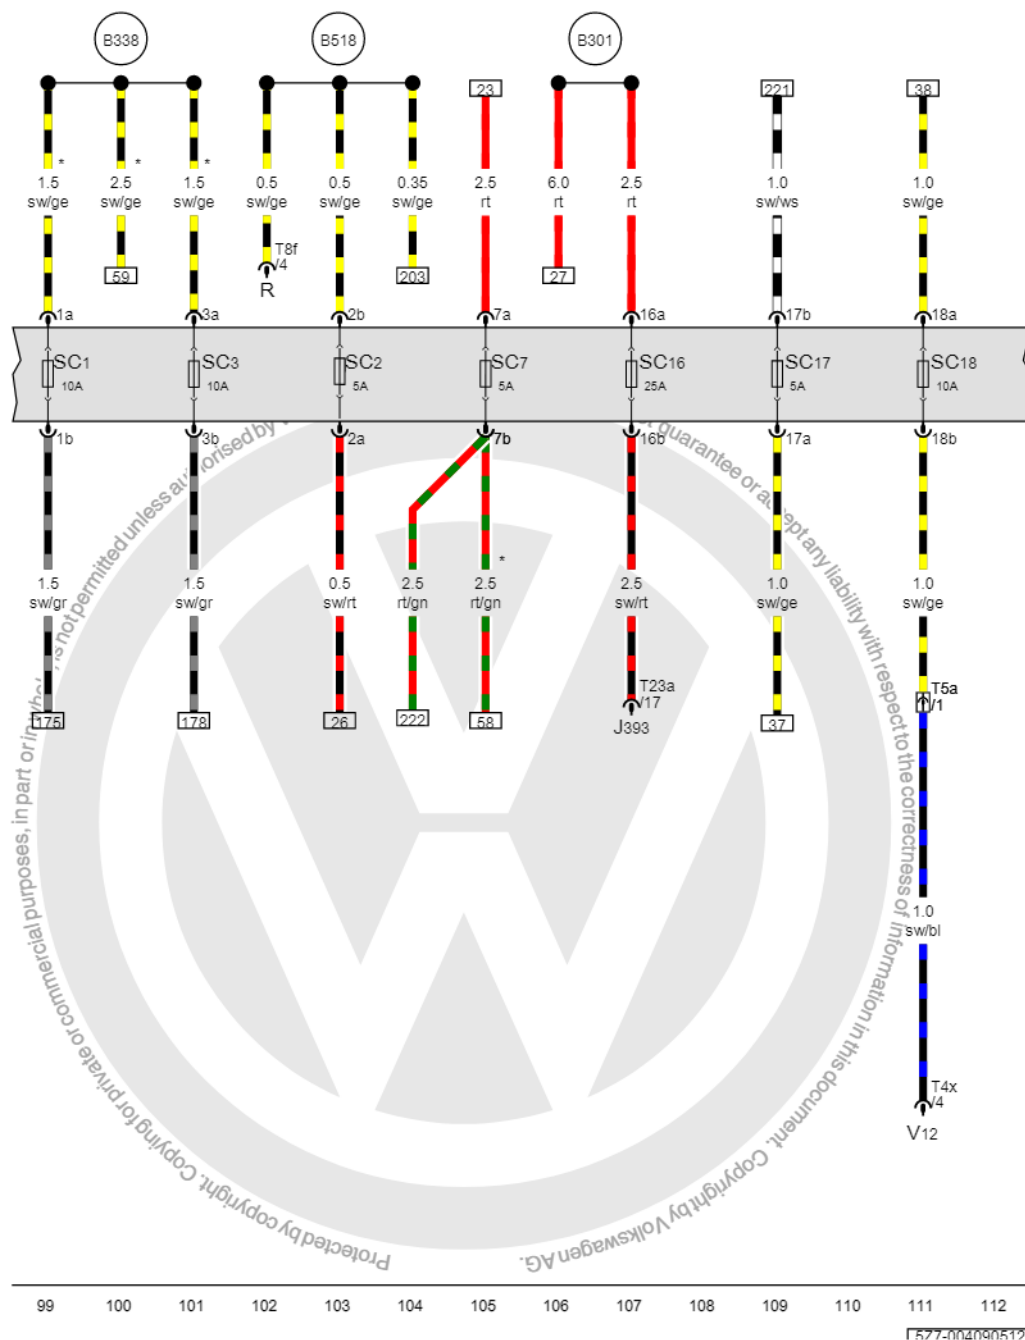 B338 B518 B301
23 221 38
* * *
1.5 2.5 1.5 0.5 0.5 0.35 2.5 6.0 2.5 1.0 1.0
sw/ge sw/ge sw/ge sw/ge sw/ge sw/ge rt rt rt sw/ws sw/ge
T8f
/4
59 R 203 27
1a 3a 2b 7a 16a 17b 18a
SC1 SC3 SC2 SC7 SC16 SC17 SC18
10A 10A 5A 5A 25A 5A 10A
1b 3b 2a 7b 16b 17a 18b
*
1.5 1.5 0.5 2.5 2.5 2.5 1.0 1.0
sw/gr sw/gr sw/rt rt/gn rt/gn sw/rt sw/ge sw/ge
T23a
/17
T5a
/1
175 178 26 222 58 J393 37
1.0
sw/bl
T4x
/4
V12
is not permitted unless authorised by
guarantee or accept any liability with respect to the correctness of information in this document. Copyright by Volkswagen AG.
Protected by copyright. Copying for private or commercial purposes, in part or in
99 100 101 102 103 104 105 106 107 108 109 110 111 112
5Z7-004090512